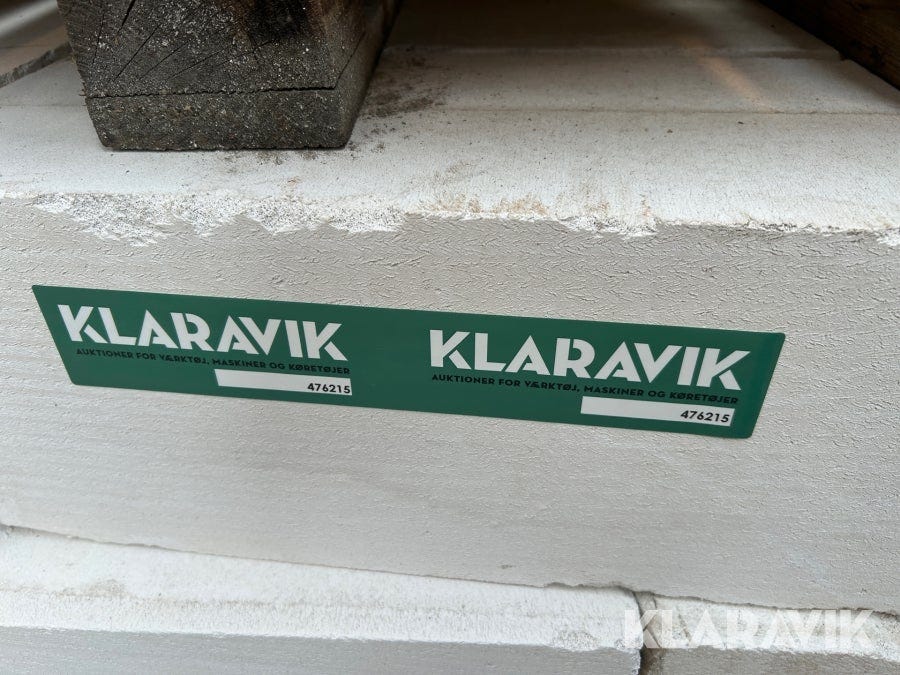 KLARAVIK
AUKTIONER FOR VÆRKTØJ, MASKINER OG KØRETØJER
476215
KLARAVIK
AUKTIONER FOR VÆRKTØJ, MASKINER OG KØRETØJER
476215
KLARAVIK